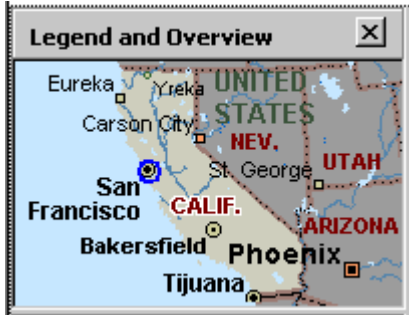 Legend and Overview
Eureka
Yreka
UNITED
STATES
Carson City
NEV.
St. George
UTAH
San
Francisco
CALIF.
ARIZONA
Bakersfield
Phoenix
Tijuana